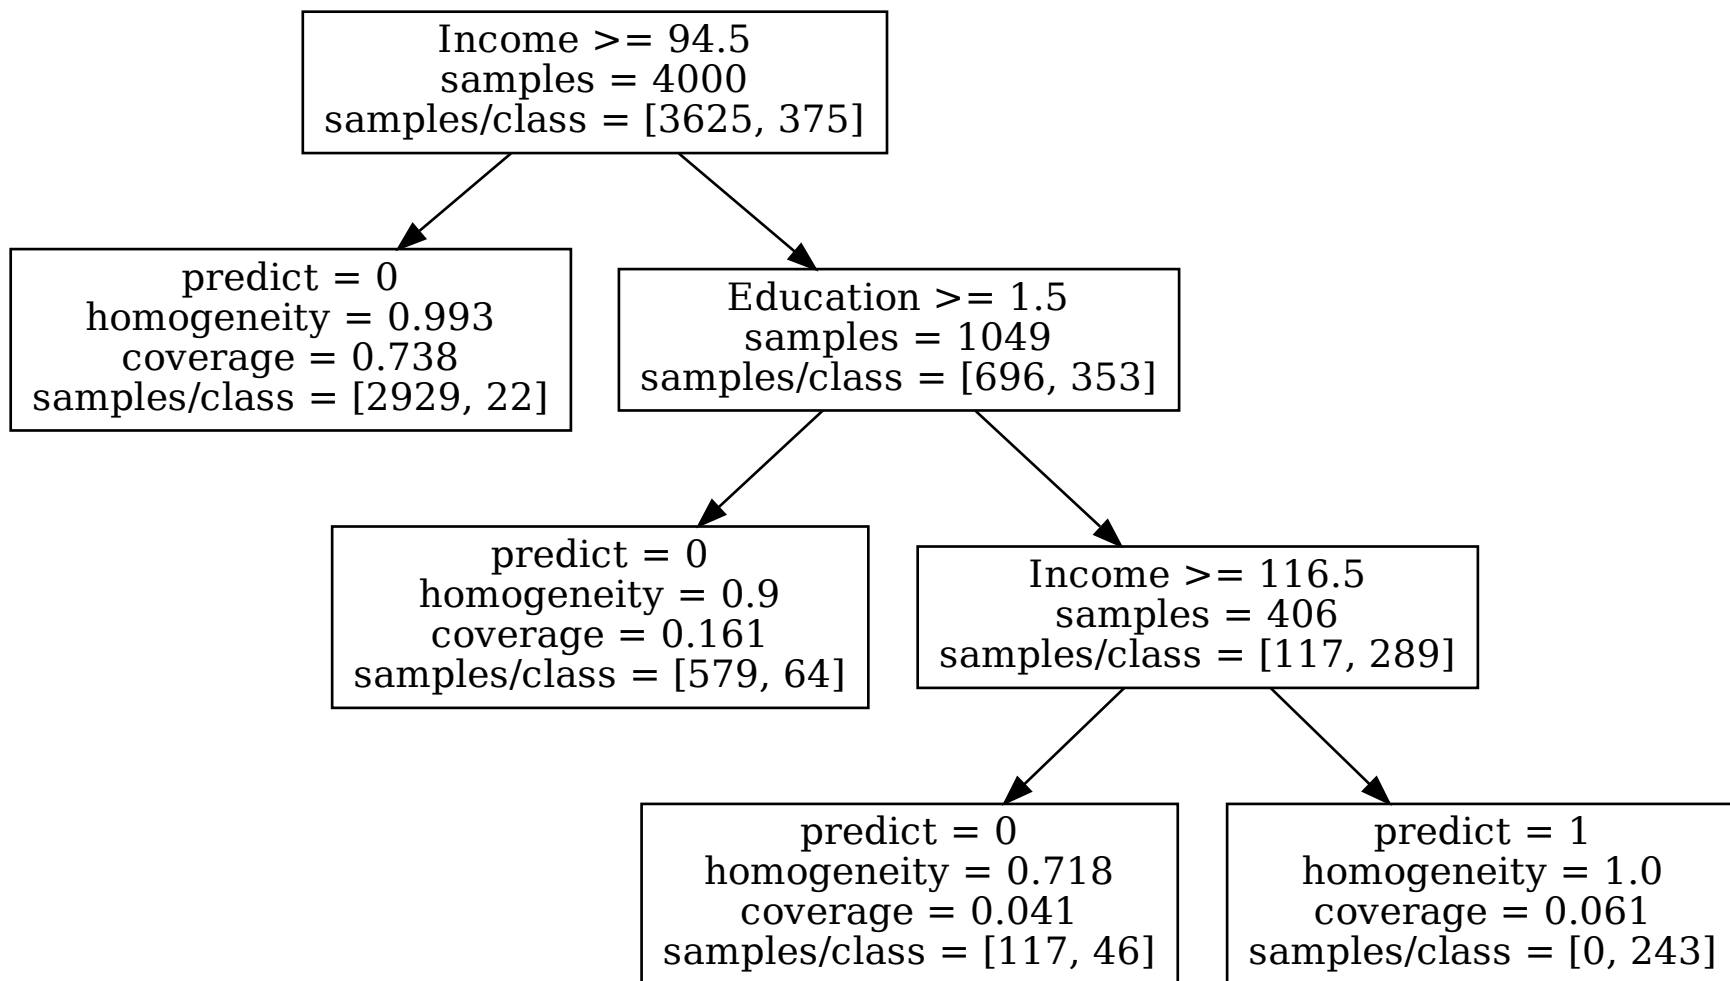 Income >= 94.5
samples = 4000
samples/class = [3625, 375]
predict = 0
homogeneity = 0.993
coverage = 0.738
samples/class = [2929, 22]
Education >= 1.5
samples = 1049
samples/class = [696, 353]
predict = 0
homogeneity = 0.9
coverage = 0.161
samples/class = [579, 64]
Income >= 116.5
samples = 406
samples/class = [117, 289]
predict = 0
homogeneity = 0.718
coverage = 0.041
samples/class = [117, 46]
predict = 1
homogeneity = 1.0
coverage = 0.061
samples/class = [0, 243]